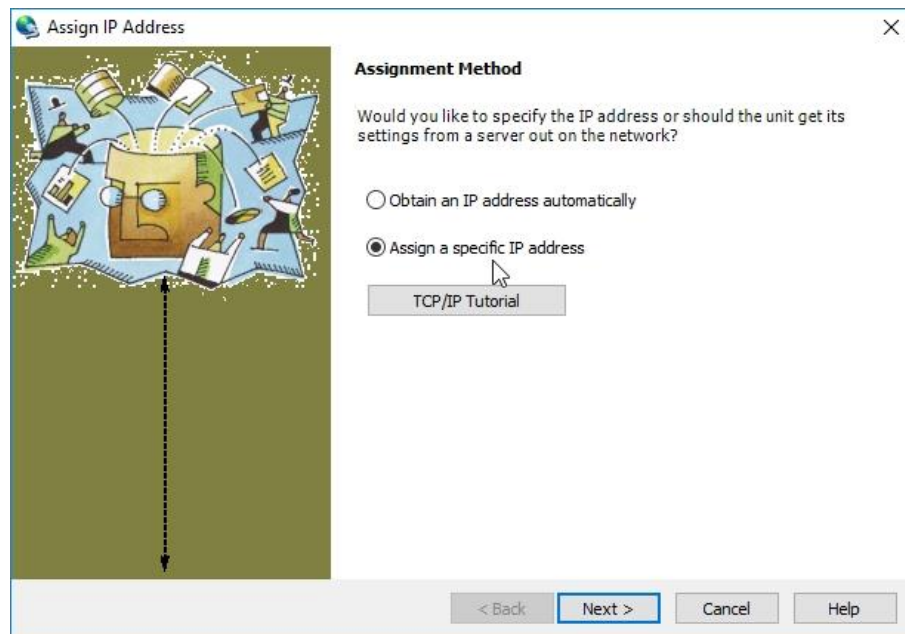 Assign IP Address
Assignment Method
Would you like to specify the IP address or should the unit get its
settings from a server out on the network?
Obtain an IP address automatically
Assign a specific IP address
TCP/IP Tutorial
< Back Next > Cancel Help